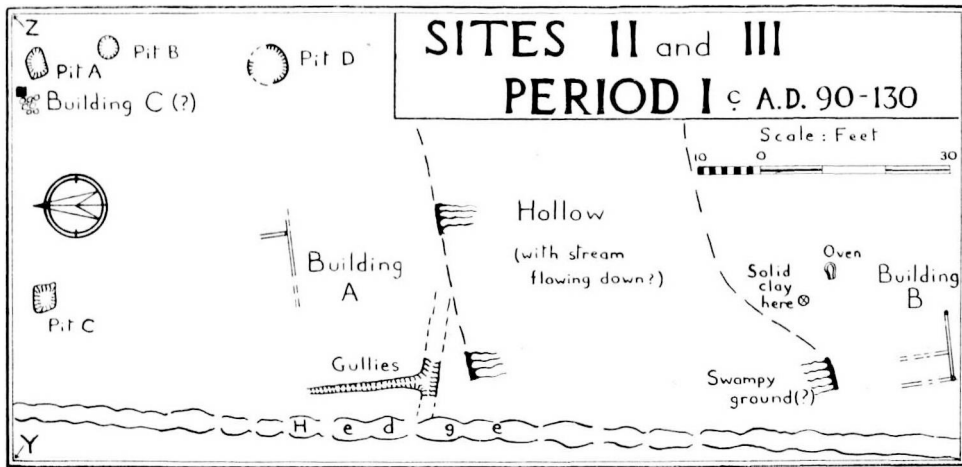 SITES II and III
PERIOD I c A.D. 90-130
Scale : Feet
10 0 30
Z
Pit A
Pit B
Pit D
Building C (?)
Hollow
(with stream
flowing down?)
Building
A
Pit C
Oven
Solid
clay
here
Building
B
Gullies
Swampy
ground(?)
Hedge
Y